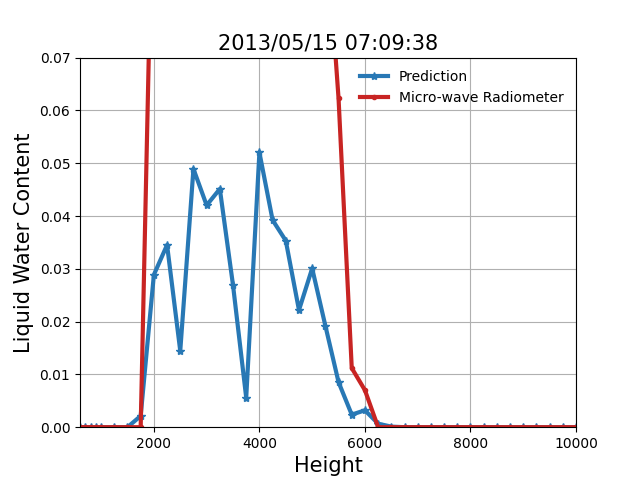 2013/05/15 07:09:38
Prediction
Micro-wave Radiometer
Liquid Water Content
0.07
0.06
0.05
0.04
0.03
0.02
0.01
0.00
2000 4000 6000 8000 10000
Height